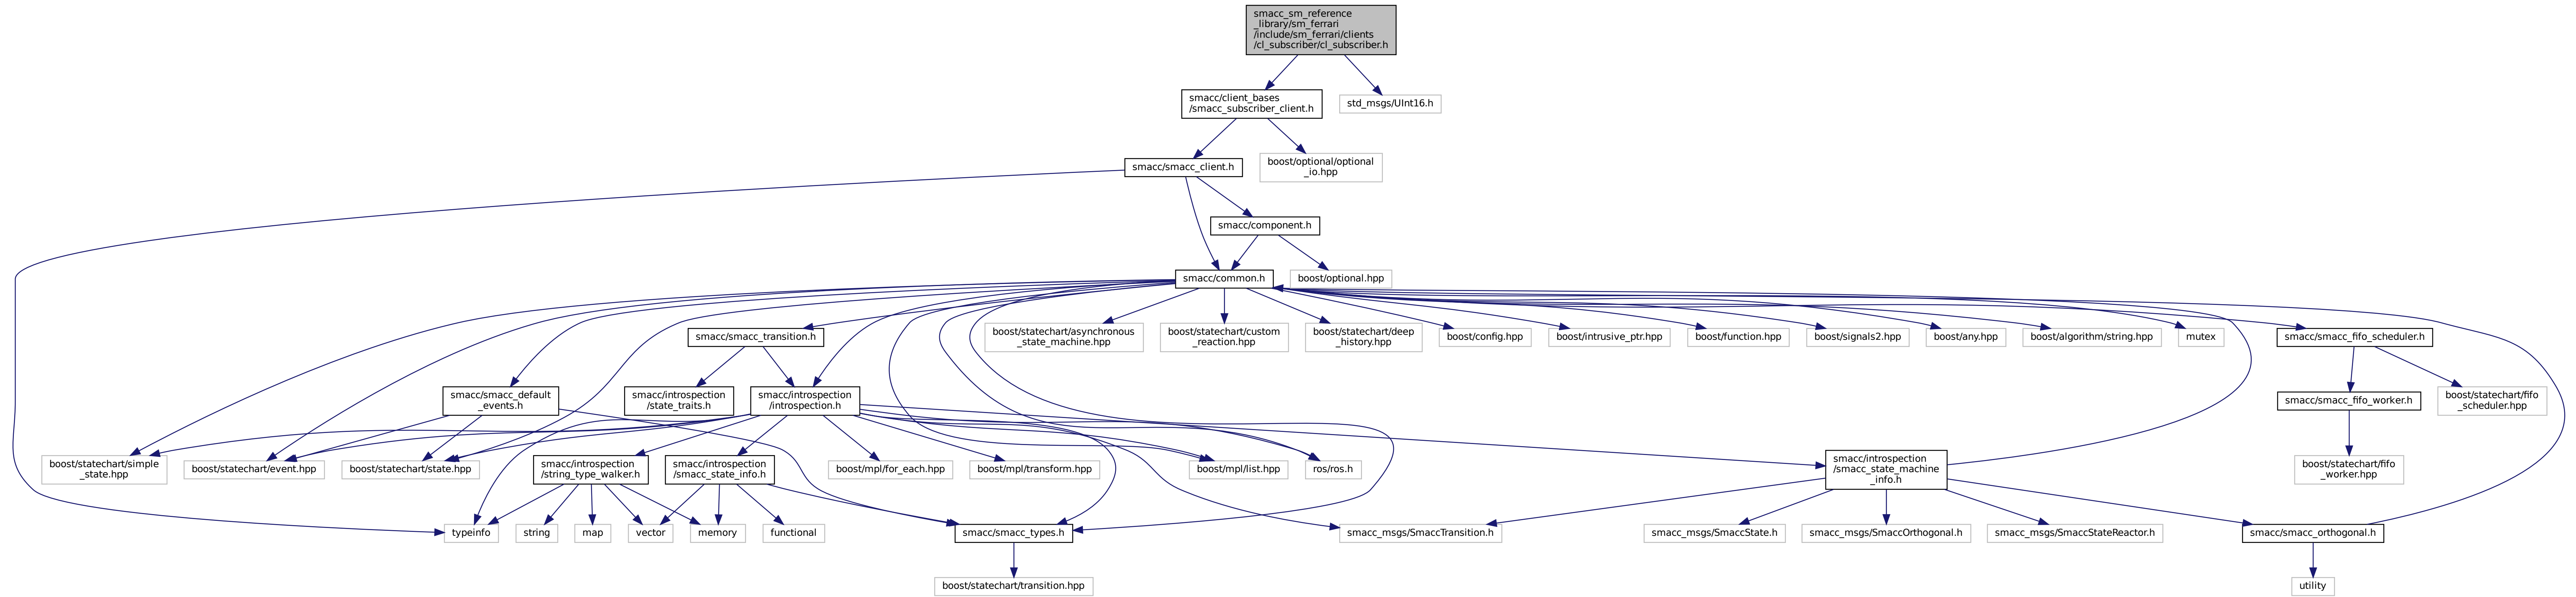 smacc_sm_reference
_library/sm_ferrari
/include/sm_ferrari/clients
/cl_subscriber/cl_subscriber.h
smacc/client_bases
/smacc_subscriber_client.h
std_msgs/UInt16.h
smacc/smacc_client.h
boost/optional/optional
_io.hpp
smacc/component.h
smacc/common.h
boost/optional.hpp
smacc/smacc_transition.h
boost/statechart/asynchronous
_state_machine.hpp
boost/statechart/custom
_reaction.hpp
boost/statechart/deep
_history.hpp
boost/config.hpp
boost/intrusive_ptr.hpp
boost/function.hpp
boost/signals2.hpp
boost/any.hpp
boost/algorithm/string.hpp
mutex
smacc/smacc_fifo_scheduler.h
smacc/smacc_default
_events.h
smacc/introspection
/state_traits.h
smacc/introspection
/introspection.h
smacc/smacc_fifo_worker.h
boost/statechart/fifo
_scheduler.hpp
boost/statechart/simple
_state.hpp
boost/statechart/event.hpp
boost/statechart/state.hpp
smacc/introspection
/string_type_walker.h
smacc/introspection
/smacc_state_info.h
boost/mpl/for_each.hpp
boost/mpl/transform.hpp
boost/mpl/list.hpp
ros/ros.h
smacc/introspection
/smacc_state_machine
_info.h
boost/statechart/fifo
_worker.hpp
typeinfo
string
map
vector
memory
functional
smacc/smacc_types.h
smacc_msgs/SmaccTransition.h
smacc_msgs/SmaccState.h
smacc_msgs/SmaccOrthogonal.h
smacc_msgs/SmaccStateReactor.h
smacc/smacc_orthogonal.h
boost/statechart/transition.hpp
utility